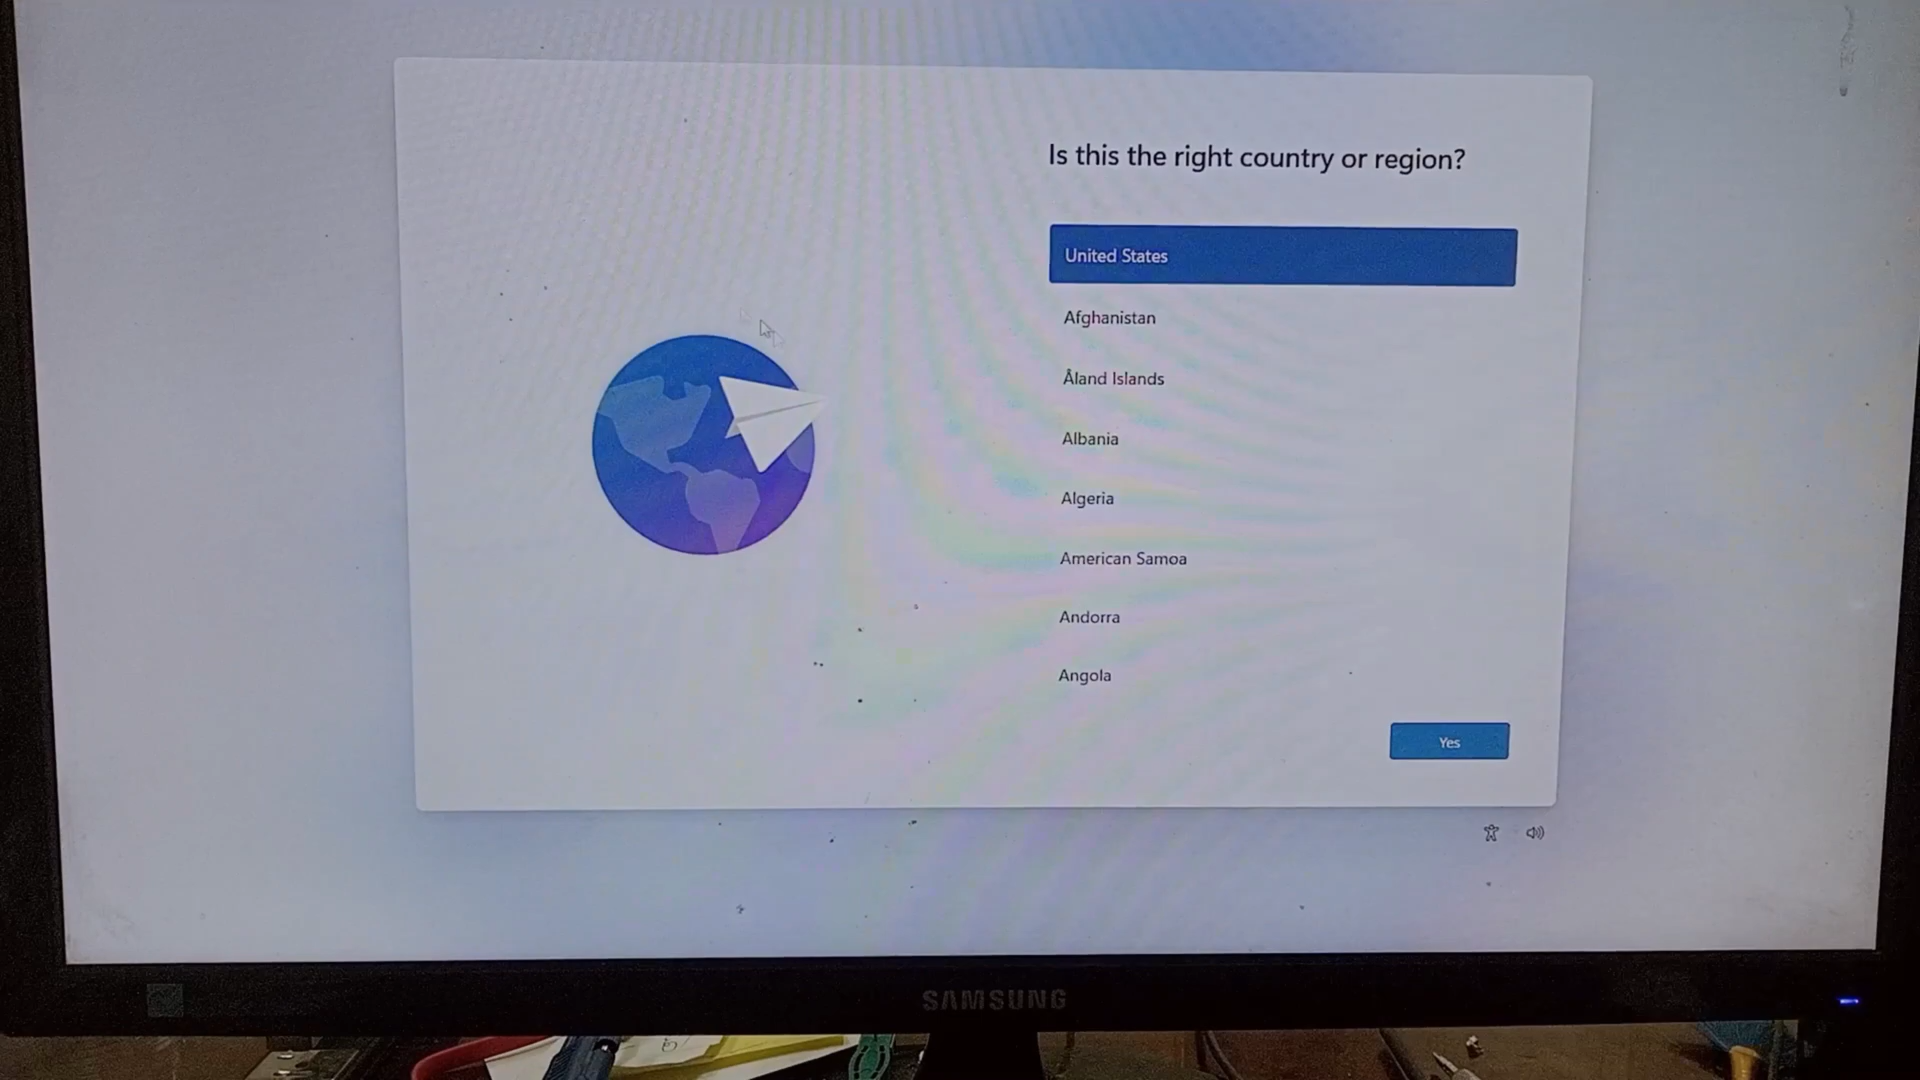 Is this the right country or region?
United States
Afghanistan
Åland Islands
Albania
Algeria
American Samoa
Andorra
Angola
Yes
SAMSUNG